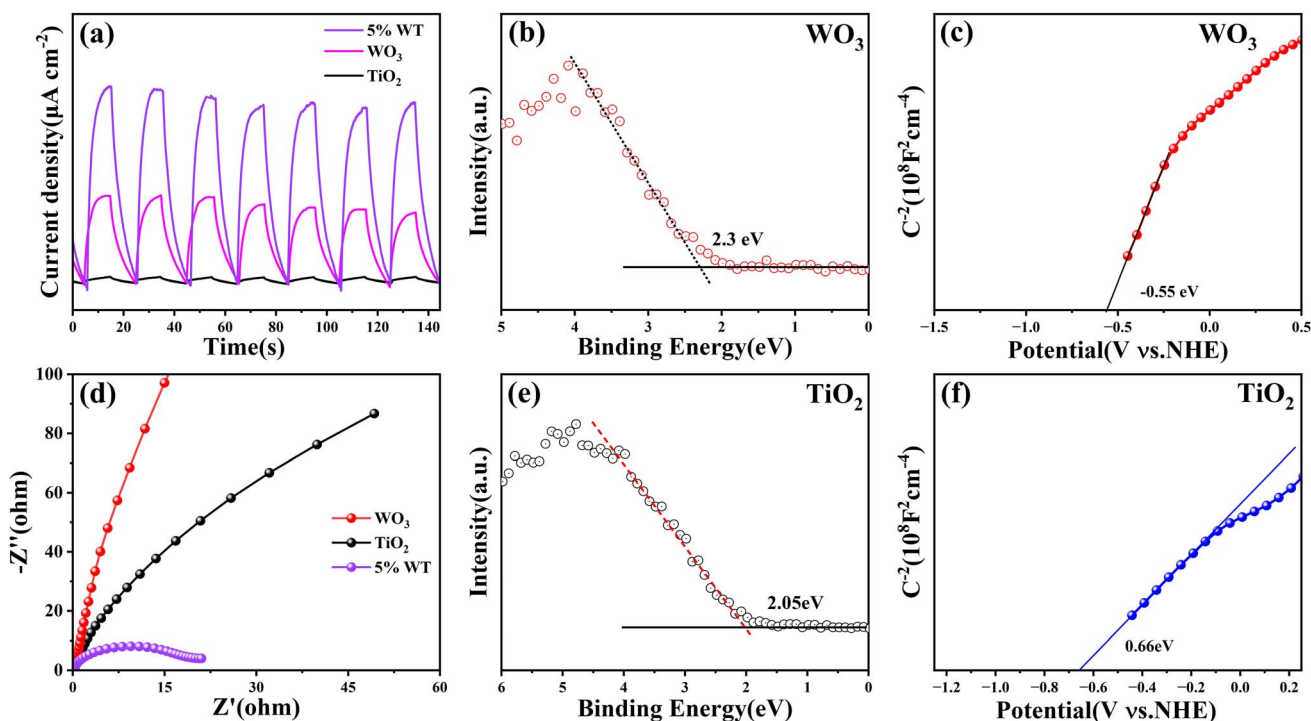 (a)
5% WT
WO₃
TiO₂
Current density(μA cm⁻²)
0 20 40 60 80 100 120 140
Time(s)
(b)
WO₃
Intensity(a.u.)
2.3 eV
5 4 3 2 1 0
Binding Energy(eV)
(c)
WO₃
C⁻²(10⁸F²cm⁻⁴)
-0.55 eV
-1.5 -1.0 -0.5 0.0 0.5
Potential(V vs.NHE)
(d)
-Z''(ohm)
100
80
60
40
20
0
WO₃
TiO₂
5% WT
0 15 30 45 60
Z'(ohm)
(e)
TiO₂
Intensity(a.u.)
2.05eV
6 5 4 3 2 1 0
Binding Energy(eV)
(f)
TiO₂
C⁻²(10⁸F²cm⁻⁴)
0.66eV
-1.2 -1.0 -0.8 -0.6 -0.4 -0.2 0.0 0.2
Potential(V vs.NHE)